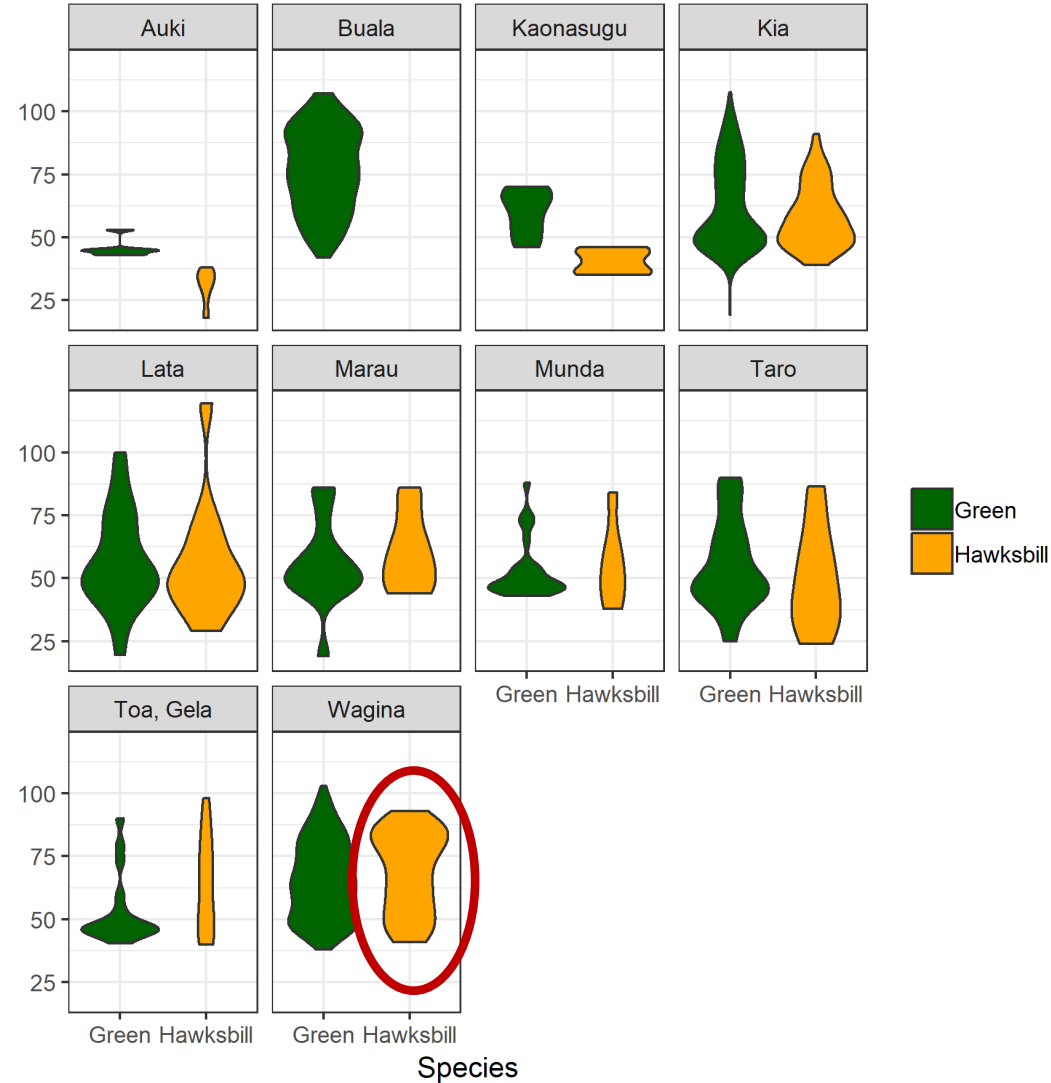 Auki Buala Kaonasugu Kia
100
75
50
25
Lata Marau Munda Taro
100
75
50
25
Green Hawksbill Green Hawksbill
Green
Hawksbill
Toa, Gela Wagina
100
75
50
25
Green Hawksbill Green Hawksbill
Species